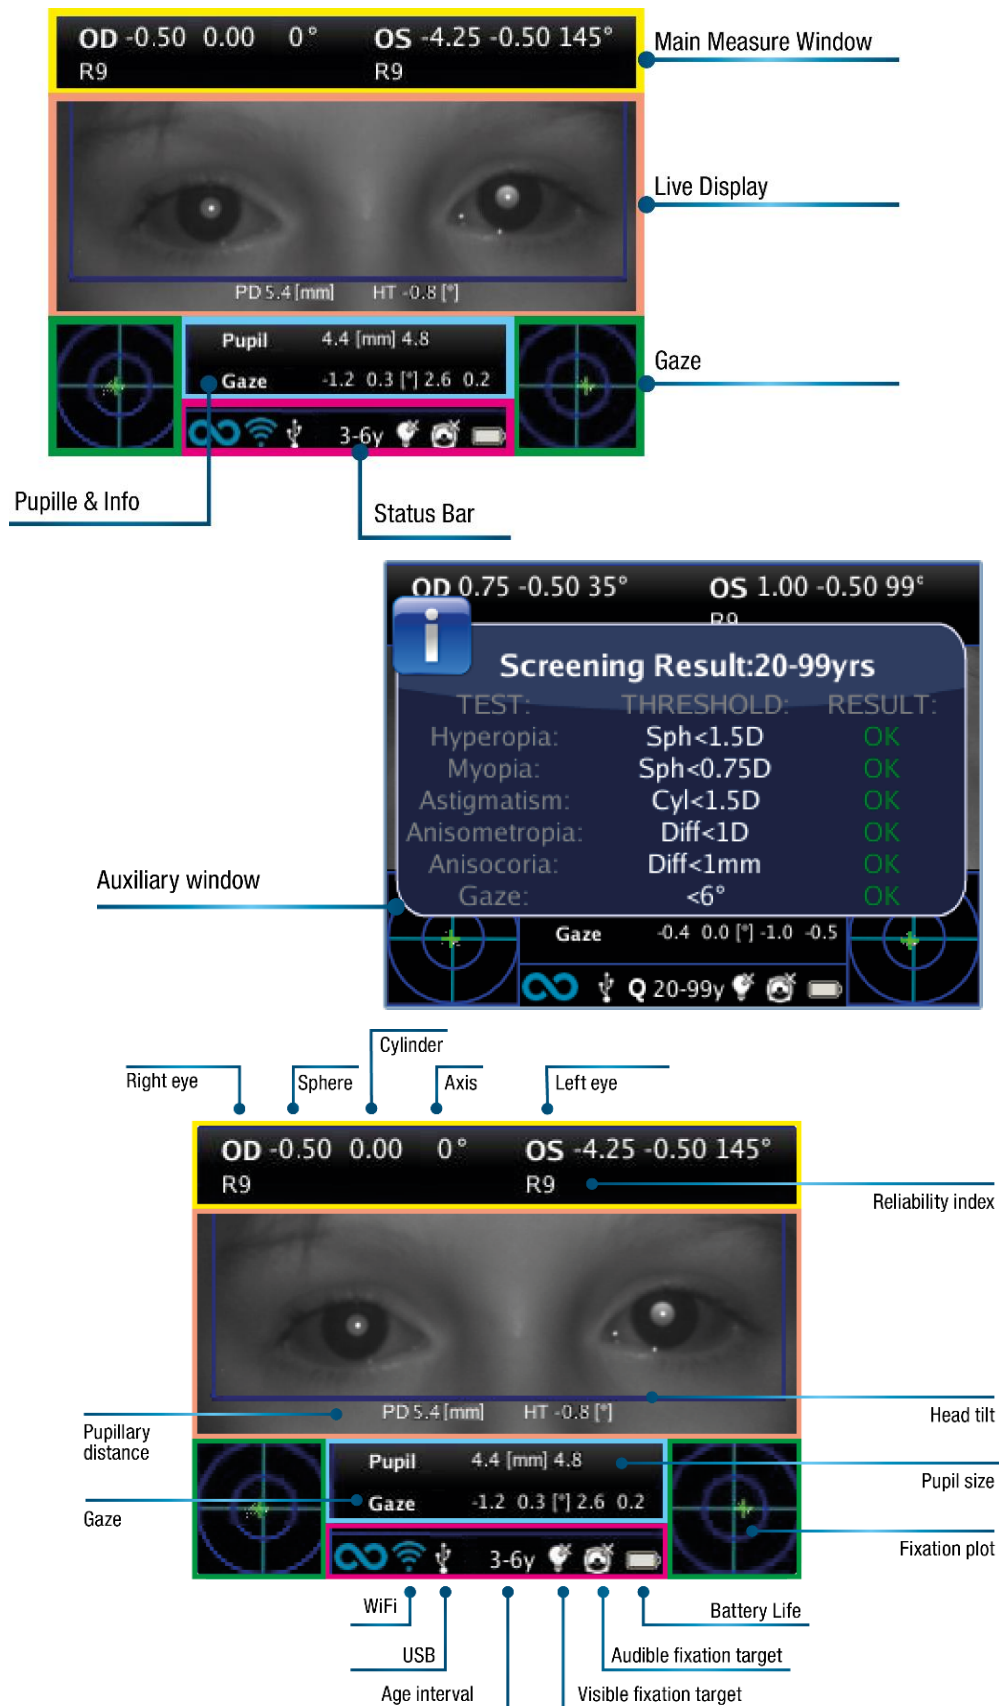 OD -0.50 0.00 0° OS -4.25 -0.50 145°
R9 R9
Main Measure Window
Live Display
PD 5.4 [mm] HT -0.8 [°]
Pupil 4.4 [mm] 4.8
Gaze -1.2 0.3 [°] 2.6 0.2
Gaze
3-6y
Pupille & Info
Status Bar
OD 0.75 -0.50 35° OS 1.00 -0.50 99°
R9
i
Screening Result:20-99yrs
TEST: THRESHOLD: RESULT:
Hyperopia: Sph<1.5D OK
Myopia: Sph<0.75D OK
Astigmatism: Cyl<1.5D OK
Anisometropia: Diff<1D OK
Anisocoria: Diff<1mm OK
Gaze: <6° OK
Auxiliary window
Gaze -0.4 0.0 [°] -1.0 -0.5
Q 20-99y
Cylinder
Right eye Sphere Axis Left eye
OD -0.50 0.00 0° OS -4.25 -0.50 145°
R9 R9
Reliability index
PD 5.4 [mm] HT -0.8 [°]
Head tilt
Pupillary
distance
Pupil 4.4 [mm] 4.8
Pupil size
Gaze -1.2 0.3 [°] 2.6 0.2
Gaze
Fixation plot
3-6y
WiFi
Battery Life
USB
Audible fixation target
Age interval
Visible fixation target